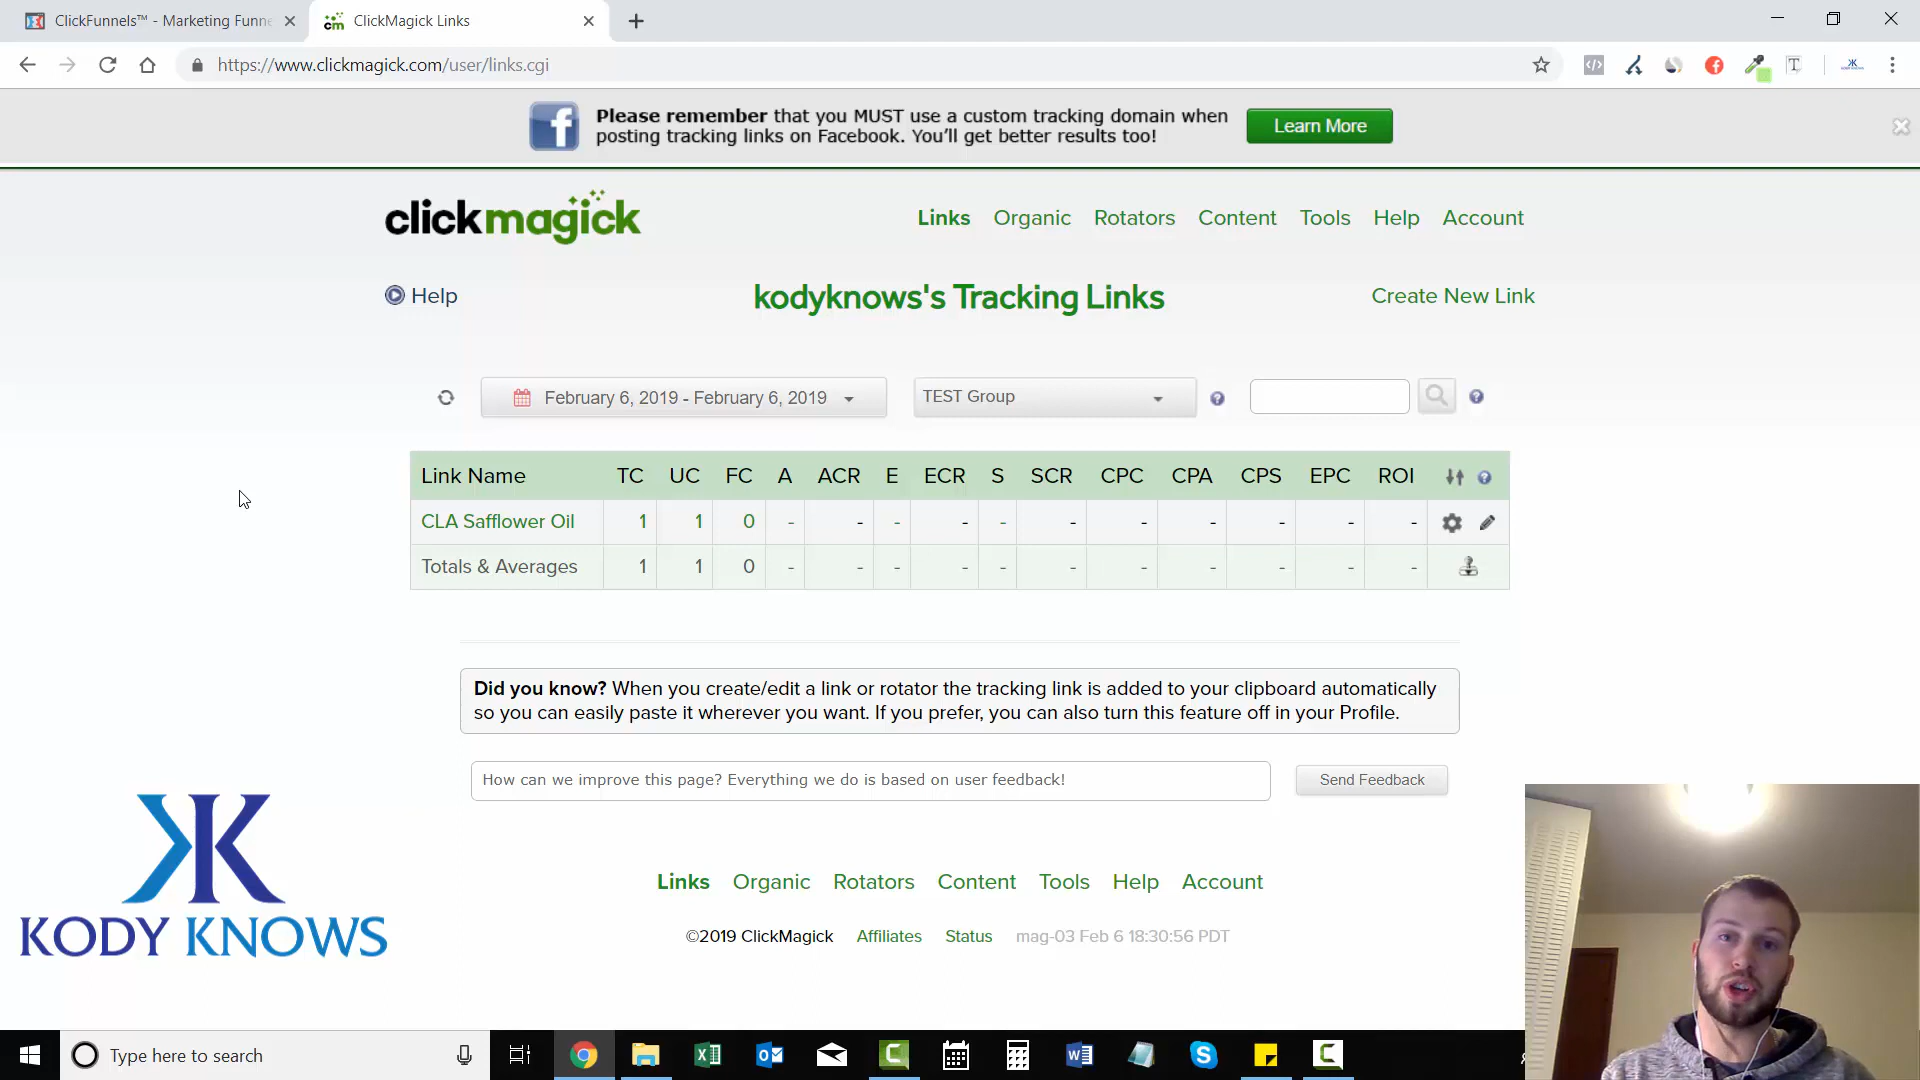 ClickFunnels™ - Marketing Funne
ClickMagick Links
https://www.clickmagick.com/user/links.cgi
Please remember that you MUST use a custom tracking domain when
posting tracking links on Facebook. You'll get better results too!
Learn More
clickmagick
Links Organic Rotators Content Tools Help Account
Help
kodyknows's Tracking Links
Create New Link
February 6, 2019 - February 6, 2019
TEST Group
Link Name TC UC FC A ACR E ECR S SCR CPC CPA CPS EPC ROI
CLA Safflower Oil 1 1 0 - - - - - - - - - - -
Totals & Averages 1 1 0 - - - - - - - - - - -
Did you know? When you create/edit a link or rotator the tracking link is added to your clipboard automatically
so you can easily paste it wherever you want. If you prefer, you can also turn this feature off in your Profile.
How can we improve this page? Everything we do is based on user feedback!
Send Feedback
Links Organic Rotators Content Tools Help Account
©2019 ClickMagick Affiliates Status mag-03 Feb 6 18:30:56 PDT
KODY KNOWS
Type here to search